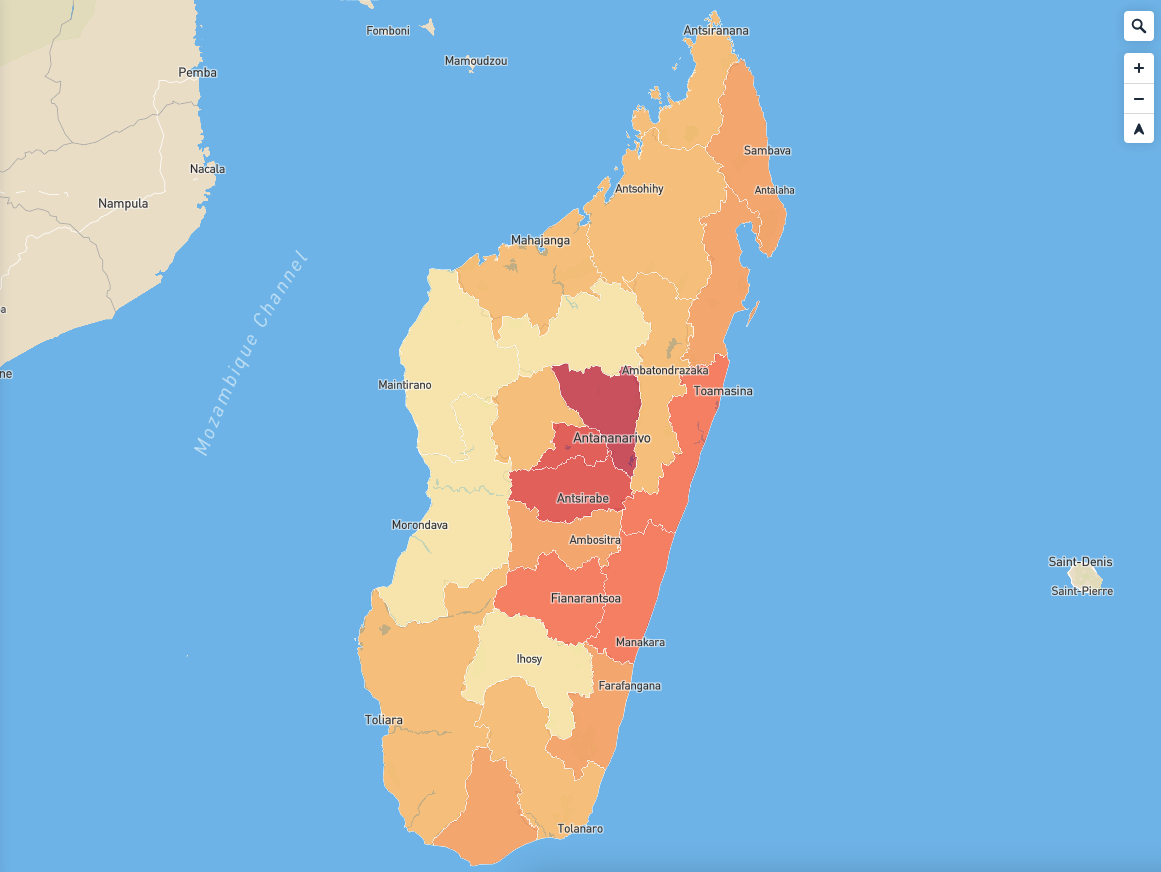 Antsiranana
Fomboni
Mamoudzou
Pemba
Sambava
Nacala
Antsohihy
Antalaha
Nampula
Mahajanga
Mozambique Channel
a
Ambatondrazaka
ne
Maintirano
Toamasina
Antananarivo
Antsirabe
Morondava
Ambositra
Saint-Denis
Saint-Pierre
Fianarantsoa
Manakara
Ihosy
Farafangana
Toliara
Tolanaro